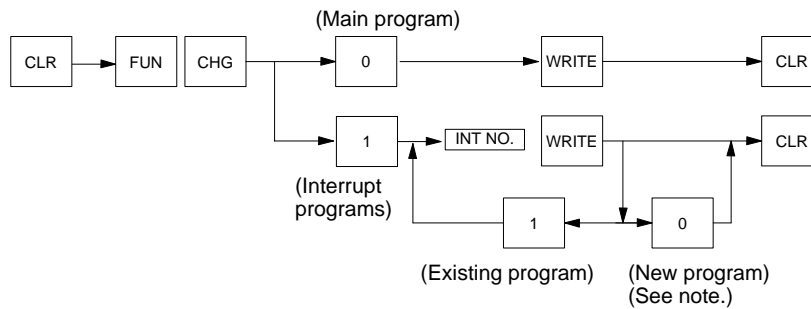 (Main program)
CLR FUN CHG 0 WRITE CLR
1 INT NO. WRITE CLR
(Interrupt
programs)
1 0
(Existing program) (New program)
(See note.)